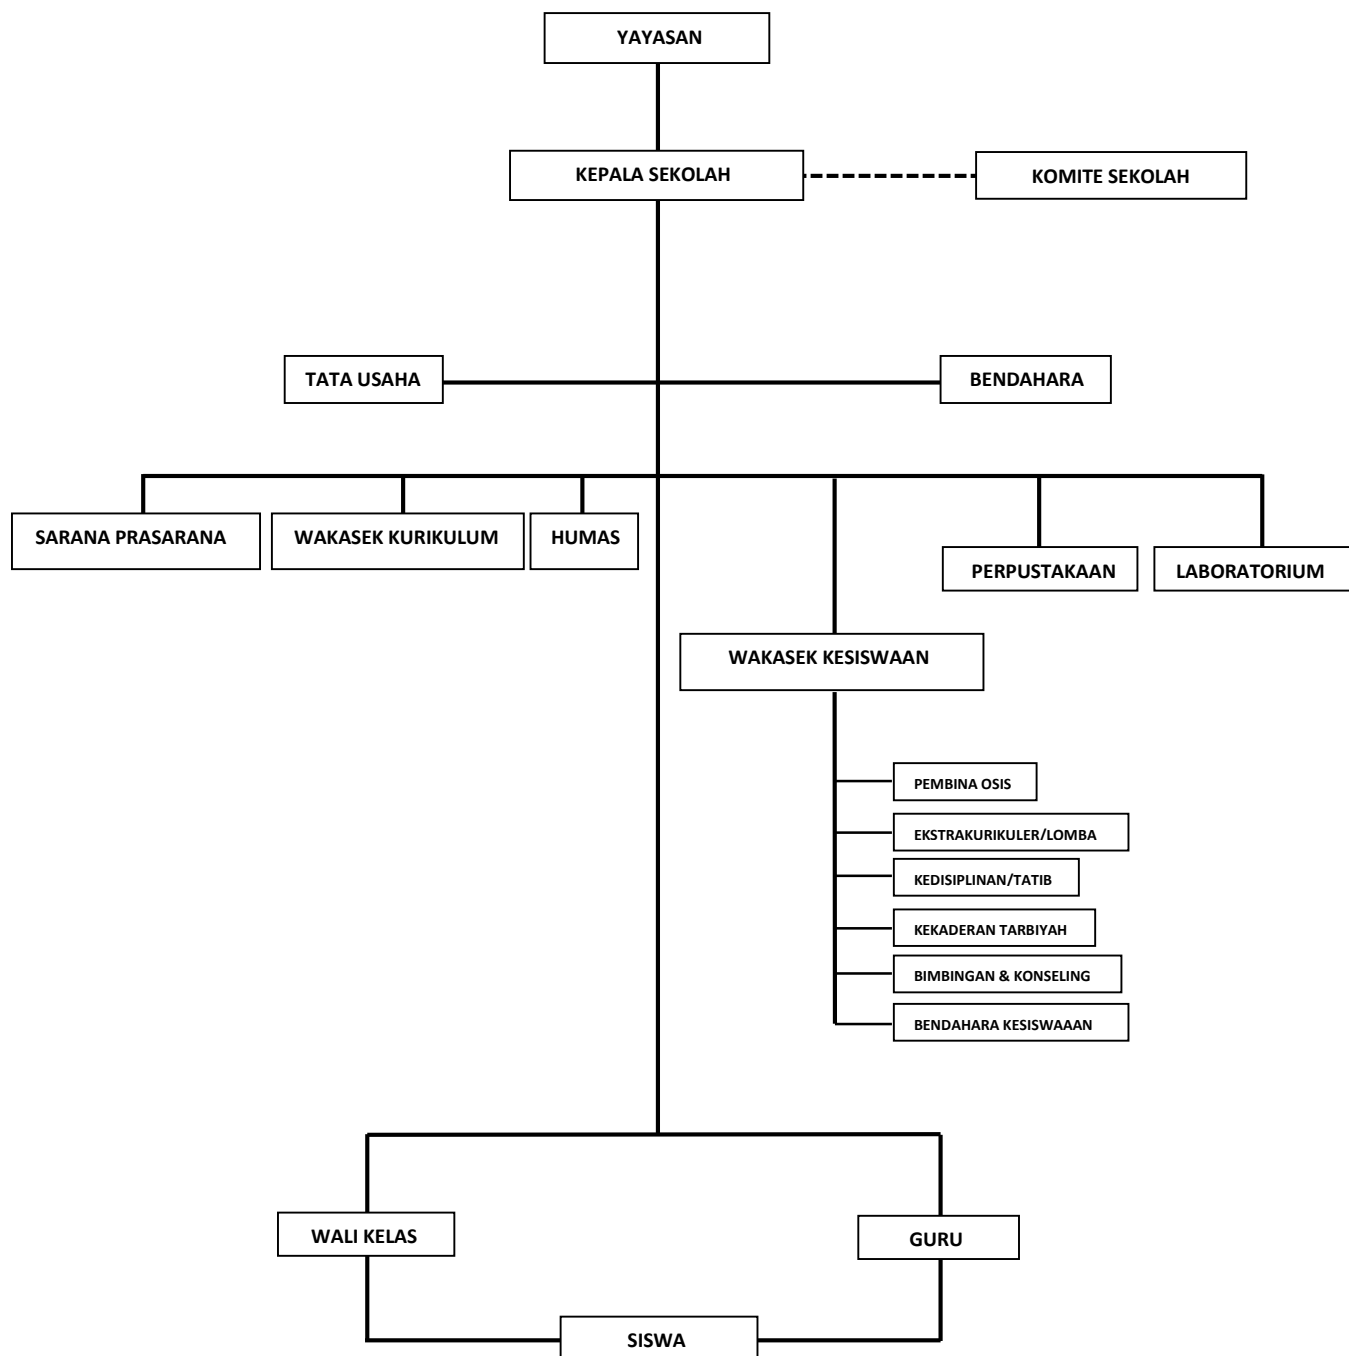 YAYASAN
KEPALA SEKOLAH
KOMITE SEKOLAH
TATA USAHA
BENDAHARA
SARANA PRASARANA
WAKASEK KURIKULUM
HUMAS
PERPUSTAKAAN
LABORATORIUM
WAKASEK KESISWAAN
PEMBINA OSIS
EKSTRAKURIKULER/LOMBA
KEDISIPLINAN/TATIB
KEKADERAN TARBIYAH
BIMBINGAN & KONSELING
BENDAHARA KESISWAAAN
WALI KELAS
GURU
SISWA